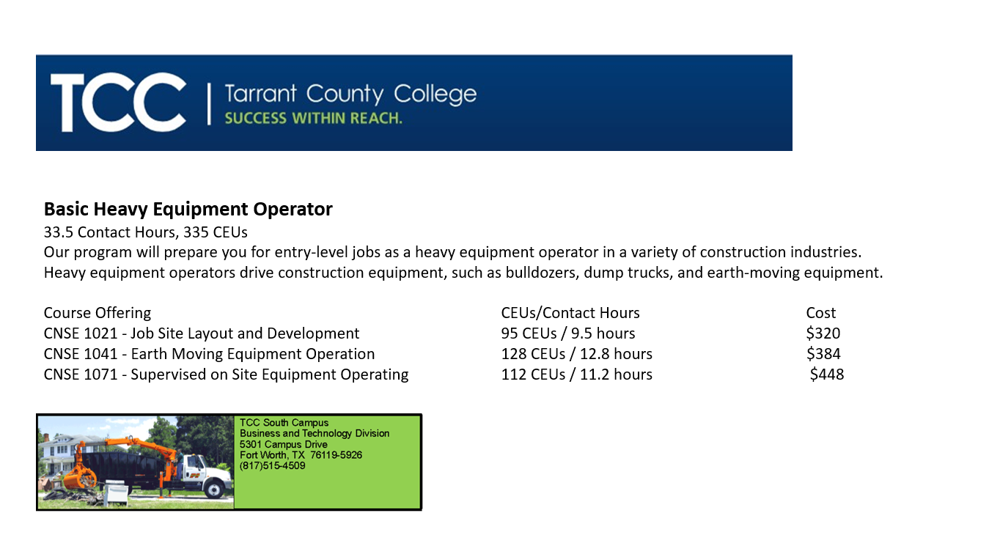 TCC
Tarrant County College
SUCCESS WITHIN REACH.
Basic Heavy Equipment Operator
33.5 Contact Hours, 335 CEUs
Our program will prepare you for entry-level jobs as a heavy equipment operator in a variety of construction industries.
Heavy equipment operators drive construction equipment, such as bulldozers, dump trucks, and earth-moving equipment.
Course Offering CEUs/Contact Hours Cost
CNSE 1021 - Job Site Layout and Development 95 CEUs / 9.5 hours $320
CNSE 1041 - Earth Moving Equipment Operation 128 CEUs / 12.8 hours $384
CNSE 1071 - Supervised on Site Equipment Operating 112 CEUs / 11.2 hours $448
TCC South Campus
Business and Technology Division
5301 Campus Drive
Fort Worth, TX 76119-5926
(817)515-4509